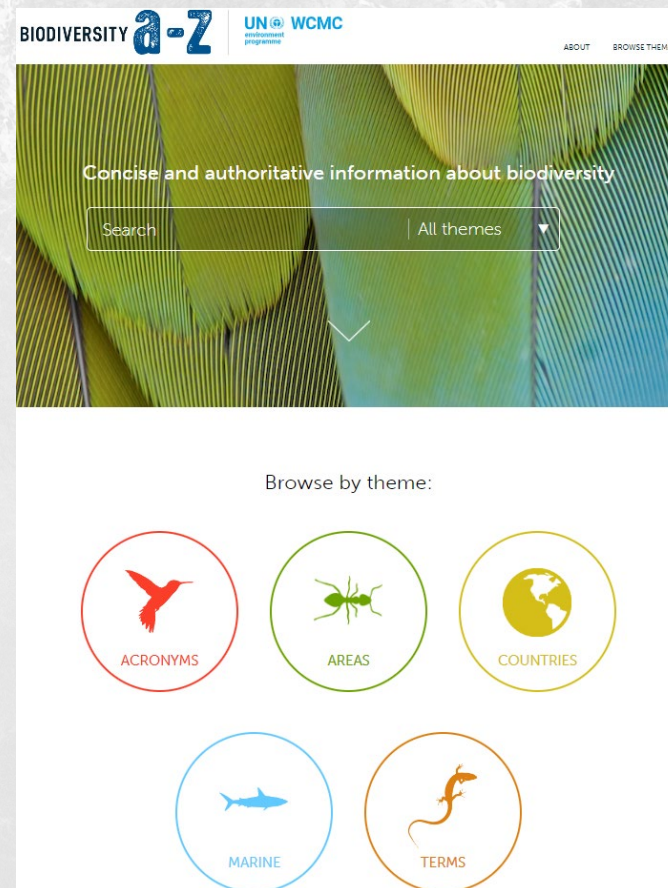 BIODIVERSITY a-z
UN WCMC
environment
programme
ABOUT BROWSE THEM
Concise and authoritative information about biodiversity
Search All themes
Browse by theme:
ACRONYMS AREAS COUNTRIES
MARINE TERMS